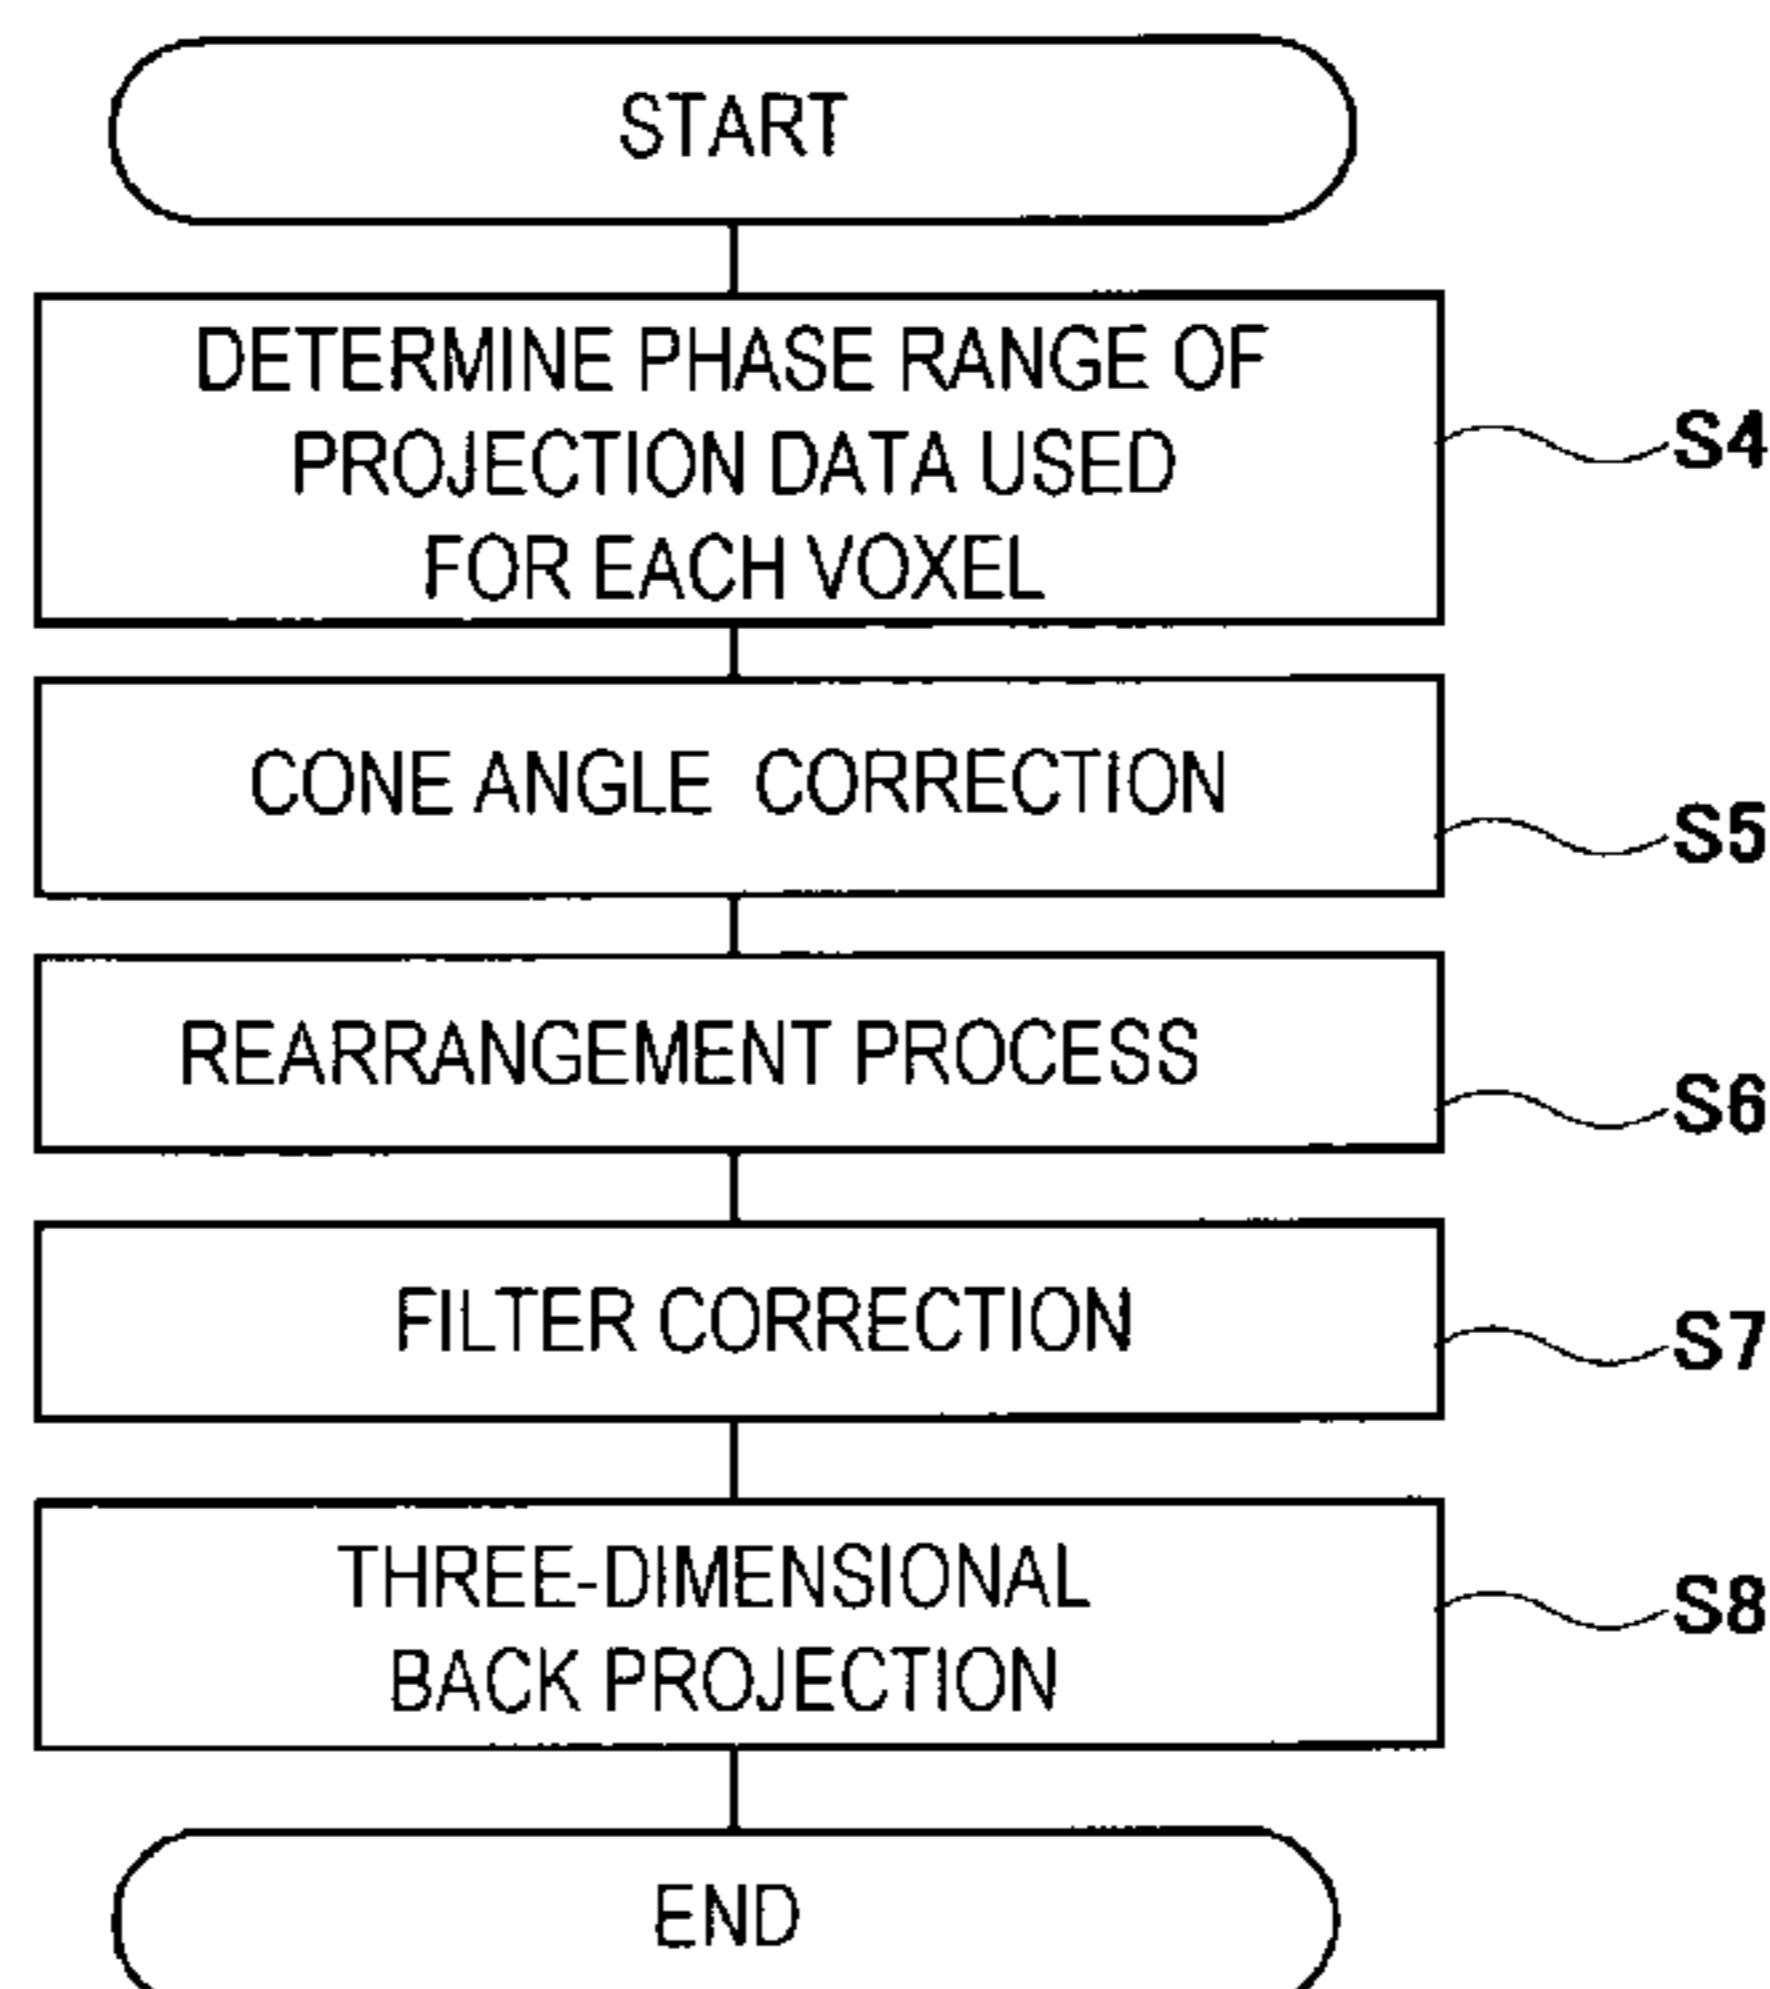 START
DETERMINE PHASE RANGE OF
PROJECTION DATA USED
FOR EACH VOXEL
S4
CONE ANGLE CORRECTION
S5
REARRANGEMENT PROCESS
S6
FILTER CORRECTION
S7
THREE-DIMENSIONAL
BACK PROJECTION
S8
END